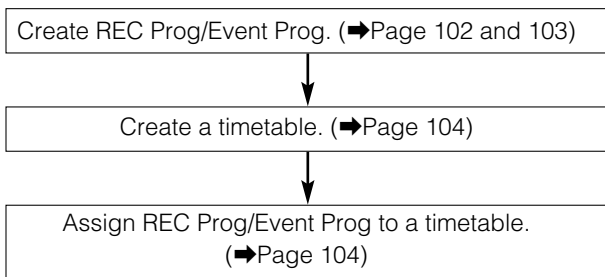 Create REC Prog/Event Prog. (➡Page 102 and 103)
Create a timetable. (➡Page 104)
Assign REC Prog/Event Prog to a timetable.
(➡Page 104)